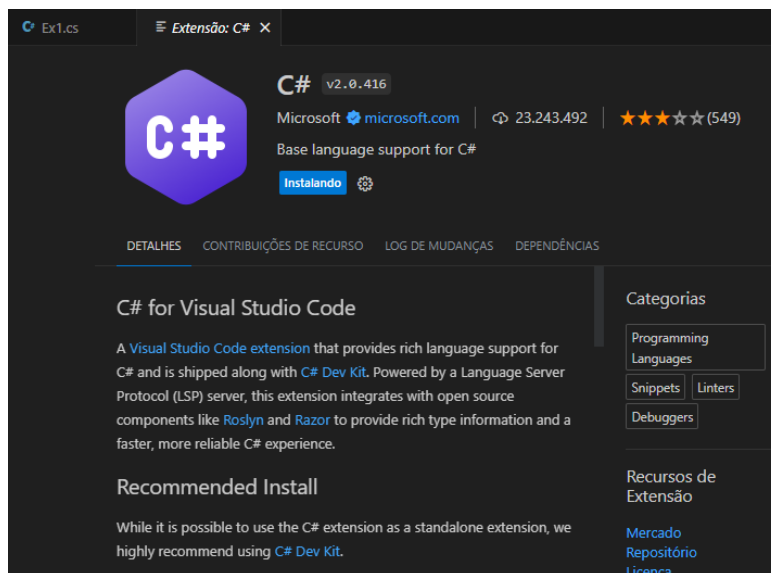 Ex1.cs
Extensão: C#
C# v2.0.416
Microsoft microsoft.com 23.243.492 (549)
Base language support for C#
Instalando
DETALHES CONTRIBUIÇÕES DE RECURSO LOG DE MUDANÇAS DEPENDÊNCIAS
C# for Visual Studio Code
A Visual Studio Code extension that provides rich language support for
C# and is shipped along with C# Dev Kit. Powered by a Language Server
Protocol (LSP) server, this extension integrates with open source
components like Roslyn and Razor to provide rich type information and a
faster, more reliable C# experience.
Recommended Install
While it is possible to use the C# extension as a standalone extension, we
highly recommend using C# Dev Kit.
Categorias
Programming
Languages
Snippets Linters
Debuggers
Recursos de
Extensão
Mercado
Repositório
Licença